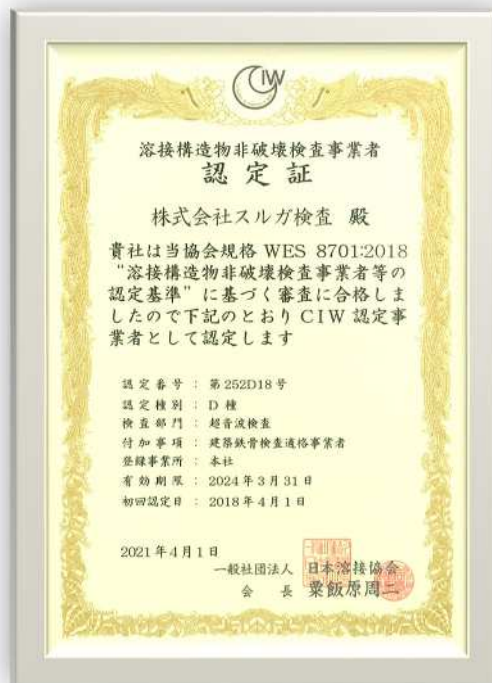 CIW
溶接構造物非破壊検査事業者
認定証
株式会社スルガ検査 殿
貴社は当協会規格 WES 8701:2018
“溶接構造物非破壊検査事業者等の
認定基準”に基づく審査に合格しま
したので下記のとおりCIW認定事
業者として認定します
認定番号 : 第252D18号
認定種別 : D 種
検査部門 : 超音波検査
付加事項 : 建築鉄骨検査適格事業者
登録事業所 : 本社
有効期限 : 2024年3月31日
初回認定日 : 2018年4月1日
2021年4月1日
一般社団法人 日本溶接協会
会 長 粟飯原周二